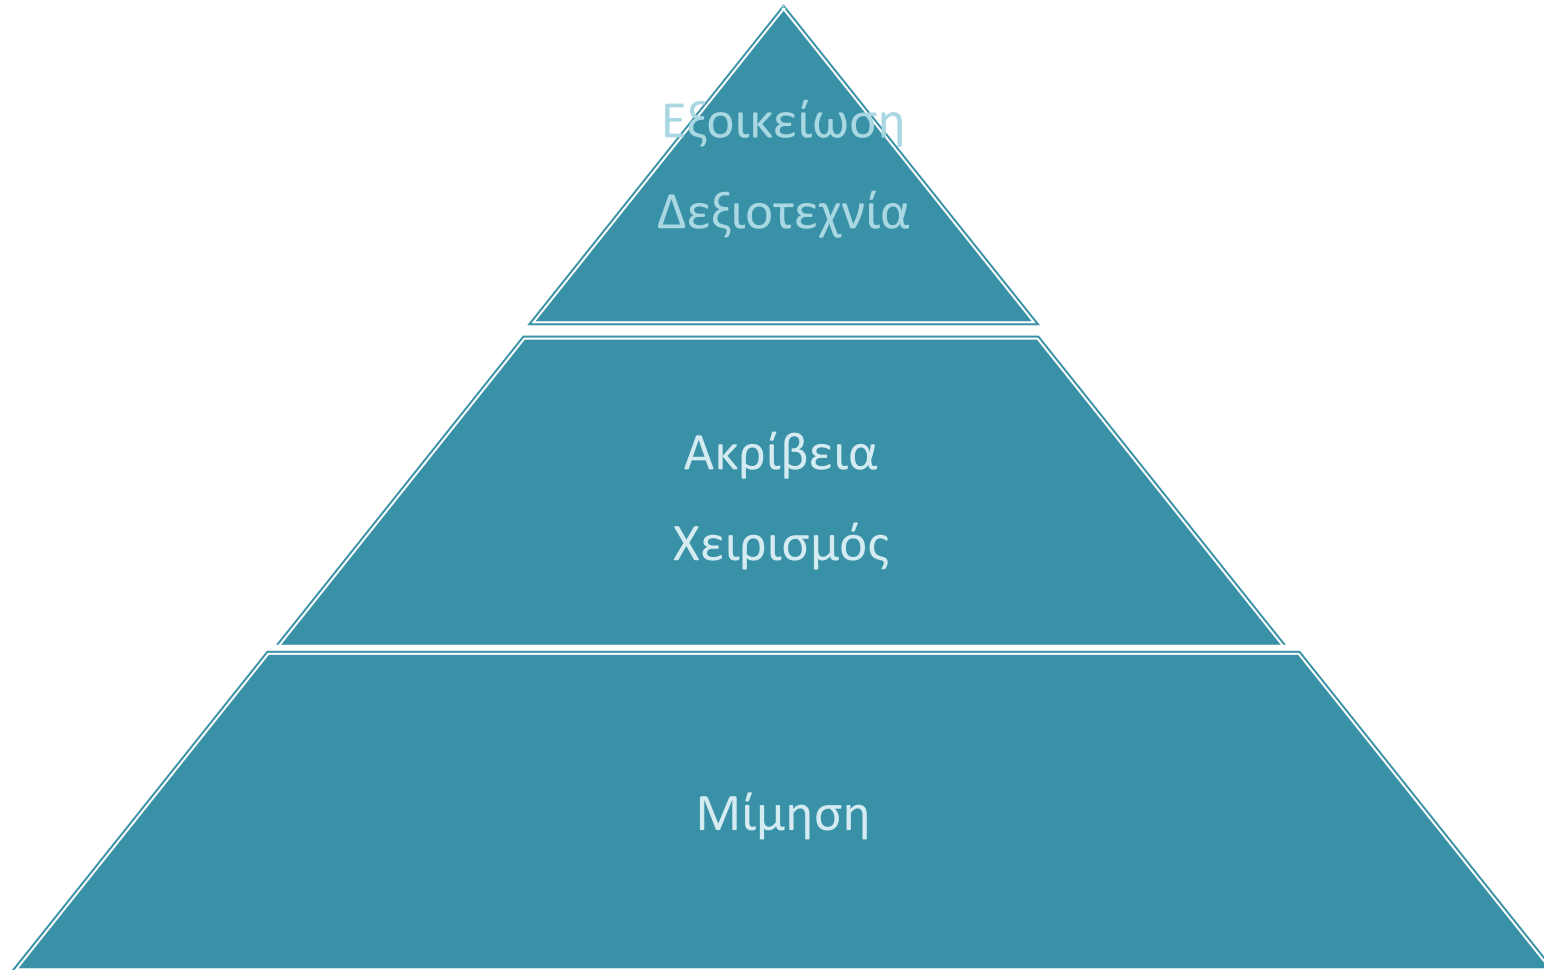 Εξοικείωση
Δεξιοτεχνία
Ακρίβεια
Χειρισμός
Μίμηση